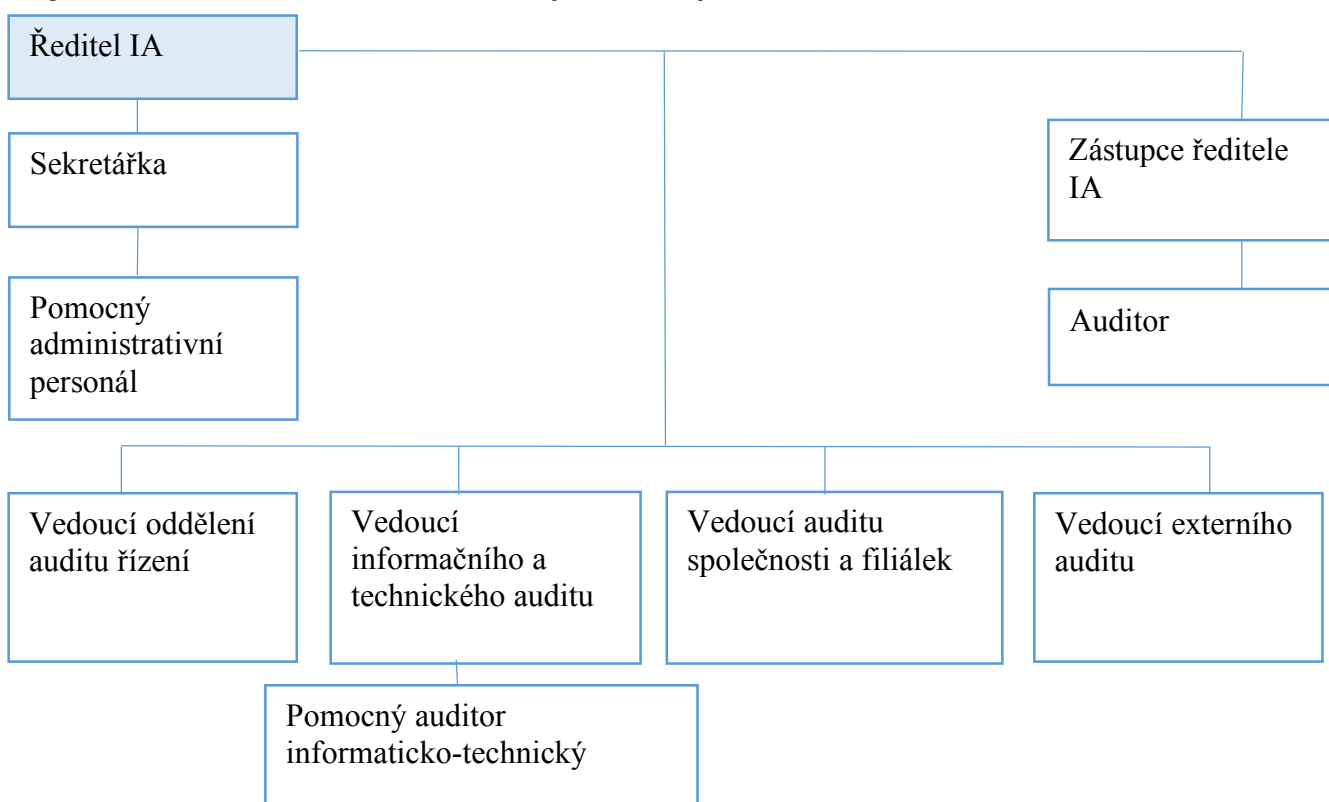 Ředitel IA
Sekretářka
Zástupce ředitele
IA
Pomocný
administrativní
personál
Auditor
Vedoucí oddělení
auditu řízení
Vedoucí
informačního a
technického auditu
Vedoucí auditu
společnosti a filiálek
Vedoucí externího
auditu
Pomocný auditor
informaticko-technický